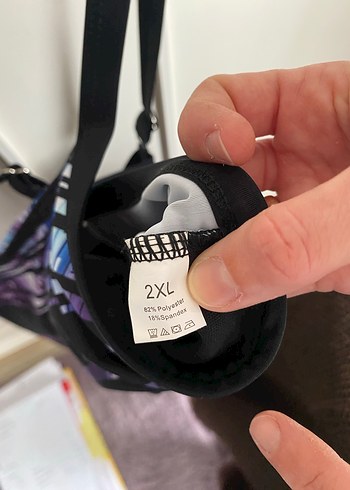 2XL
82% Polyester
18%Spandex